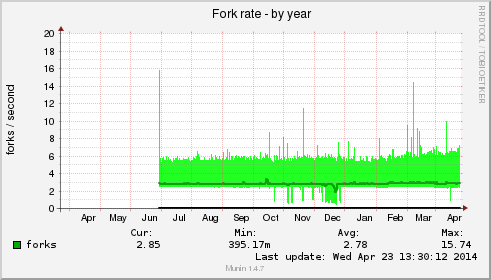 Fork rate - by year
RRDTOOL / TOBI OETIKER
forks / second
20
18
16
14
12
10
8
6
4
2
0
Apr May Jun Jul Aug Sep Oct Nov Dec Jan Feb Mar Apr
Cur: Min: Avg: Max:
forks 2.85 395.17m 2.78 15.74
Last update: Wed Apr 23 13:30:12 2014
Munin 1.4.7